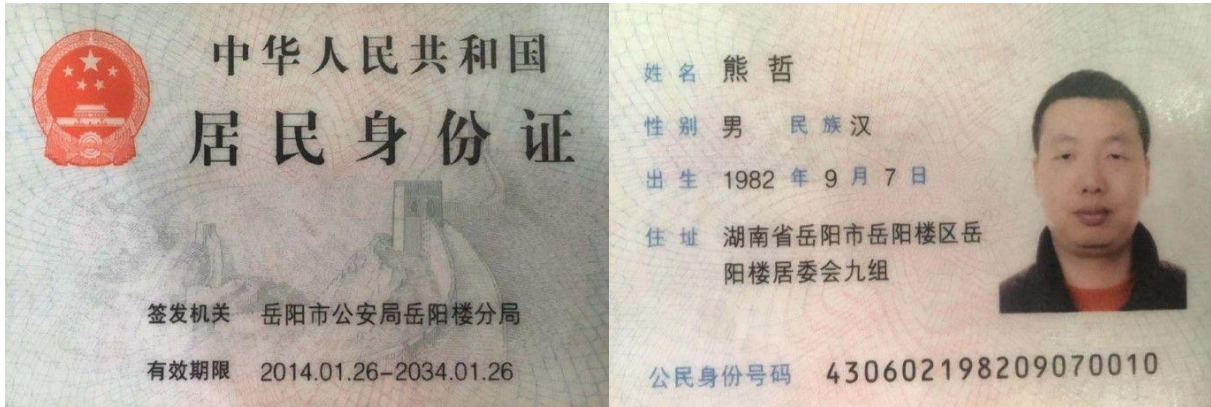 中华人民共和国
居民身份证
签发机关 岳阳市公安局岳阳楼分局
有效期限 2014.01.26-2034.01.26
姓名 熊哲
性别 男 民族 汉
出生 1982 年 9 月 7 日
住址 湖南省岳阳市岳阳楼区岳
阳楼居委会九组
公民身份号码 430602198209070010